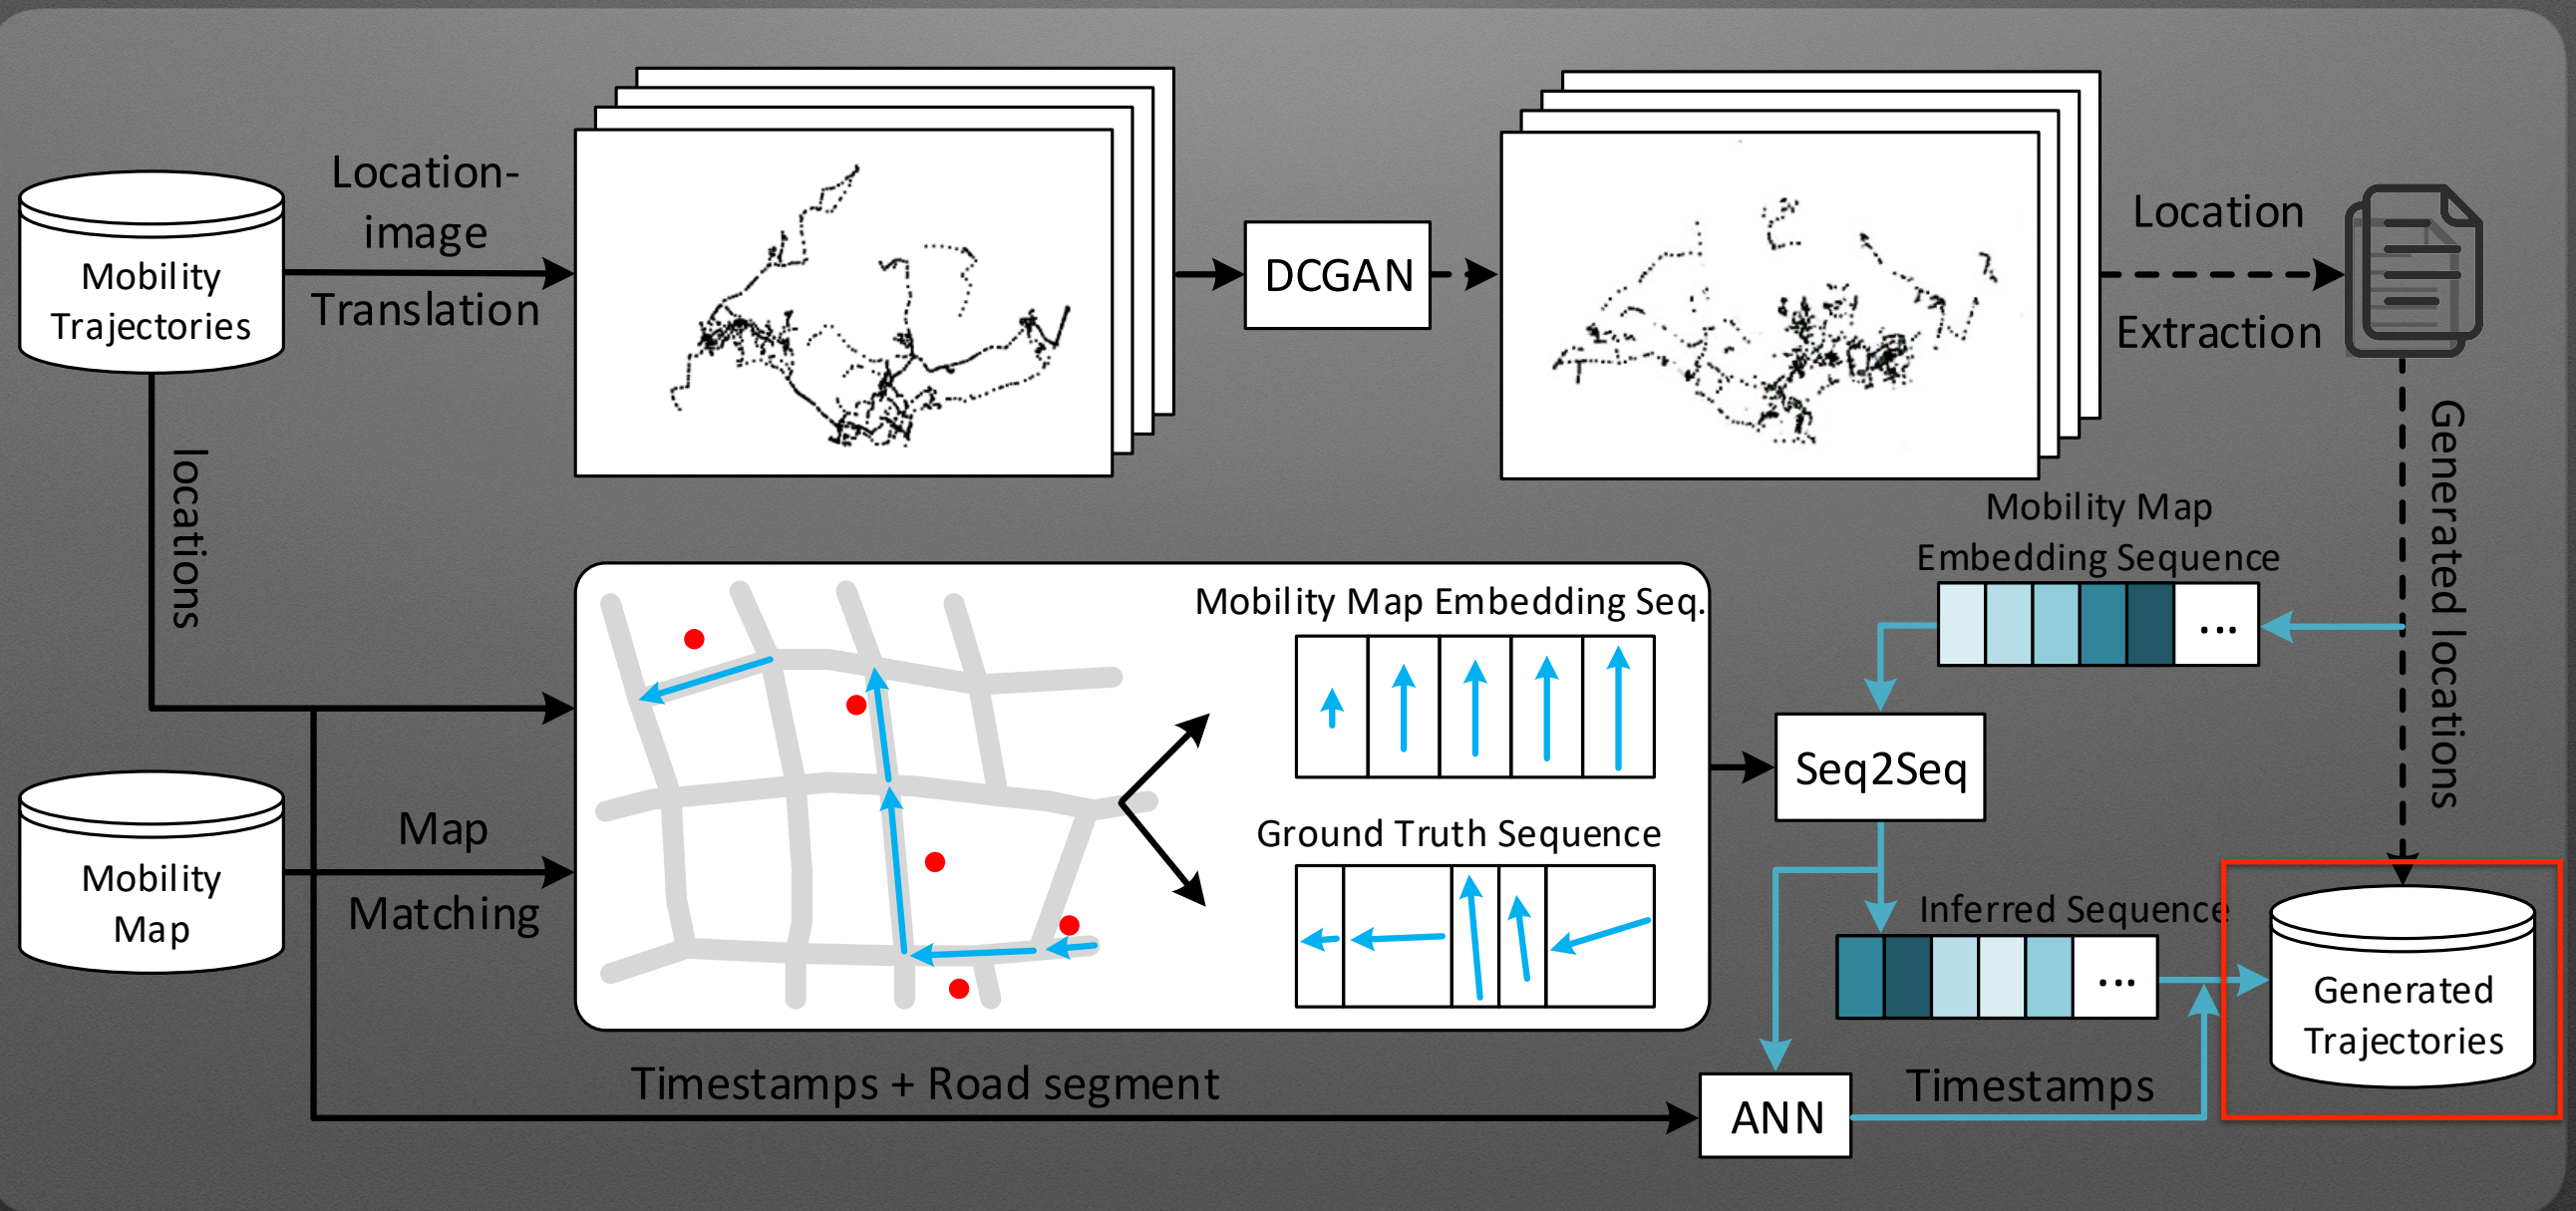 Location-
image
Translation
Mobility
Trajectories
DCGAN
Location
Extraction
locations
Generated locations
Mobility Map
Embedding Sequence
...
Mobility Map Embedding Seq.
Seq2Seq
Map
Matching
Mobility
Map
Ground Truth Sequence
Inferred Sequence
...
Generated
Trajectories
Timestamps + Road segment
ANN
Timestamps